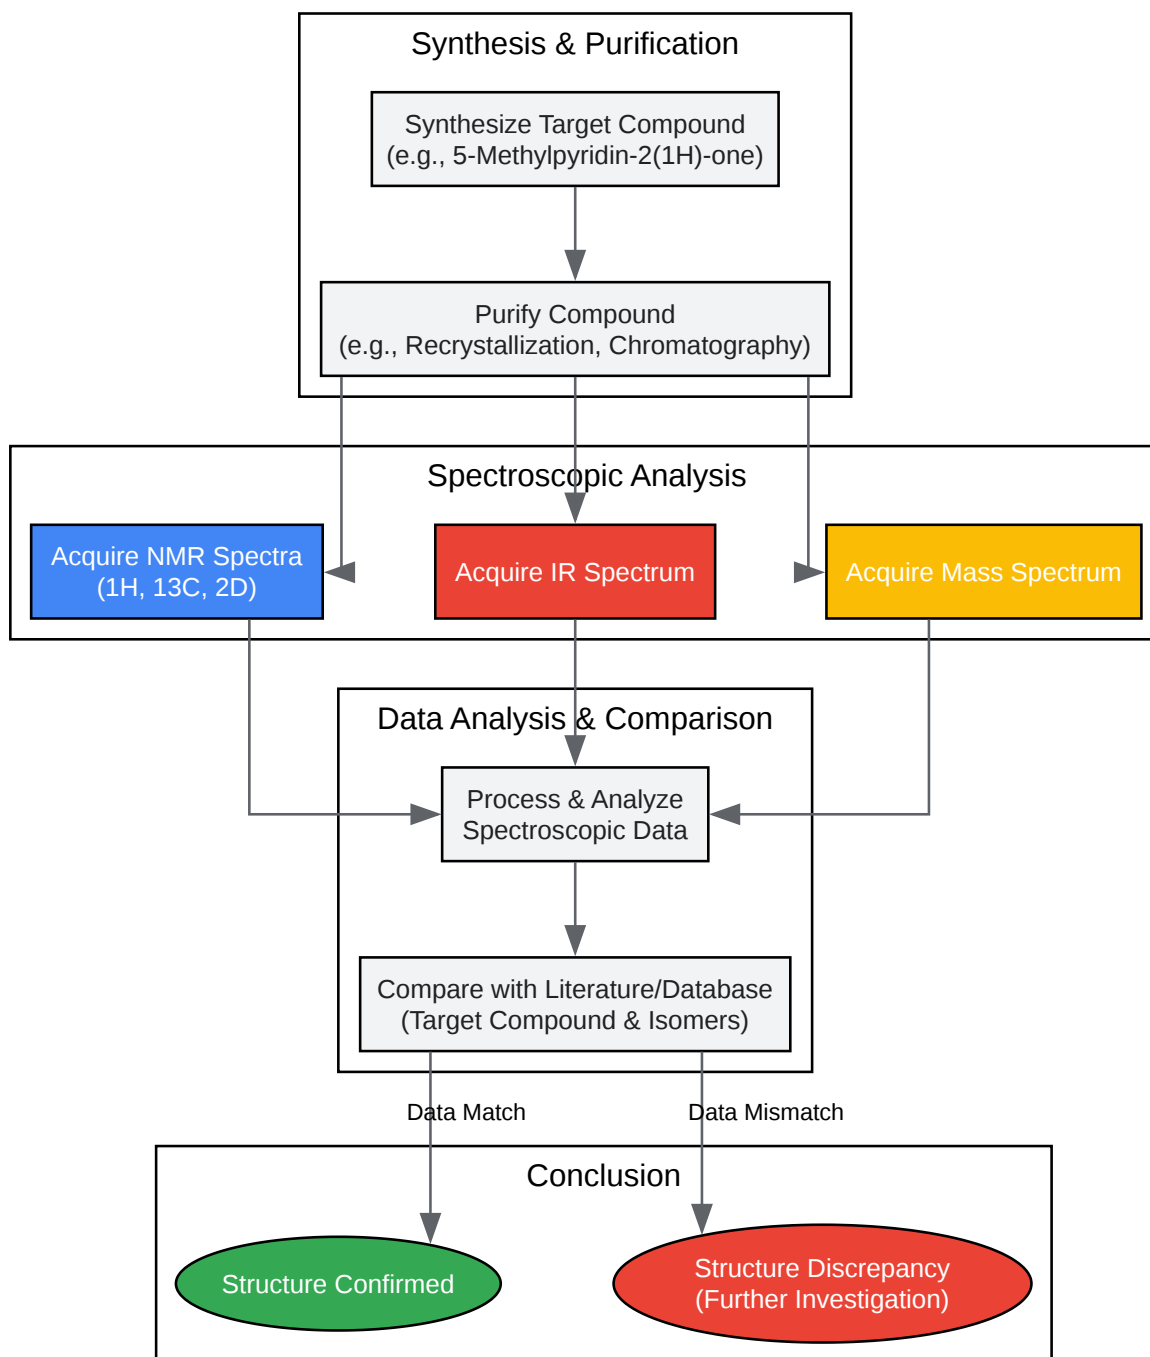 Synthesis & Purification
Synthesize Target Compound
(e.g., 5-Methylpyridin-2(1H)-one)
Purify Compound
(e.g., Recrystallization, Chromatography)
Spectroscopic Analysis
Acquire NMR Spectra
(1H, 13C, 2D)
Acquire IR Spectrum
Acquire Mass Spectrum
Data Analysis & Comparison
Process & Analyze
Spectroscopic Data
Compare with Literature/Database
(Target Compound & Isomers)
Data Match
Data Mismatch
Conclusion
Structure Confirmed
Structure Discrepancy
(Further Investigation)